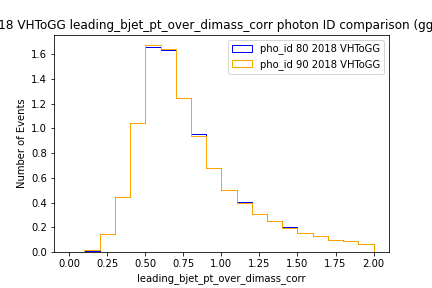 18 VHToGG leading_bjet_pt_over_dimass_corr photon ID comparison (gg
pho_id 80 2018 VHToGG
pho_id 90 2018 VHToGG
Number of Events
1.6
1.4
1.2
1.0
0.8
0.6
0.4
0.2
0.0
0.00 0.25 0.50 0.75 1.00 1.25 1.50 1.75 2.00
leading_bjet_pt_over_dimass_corr